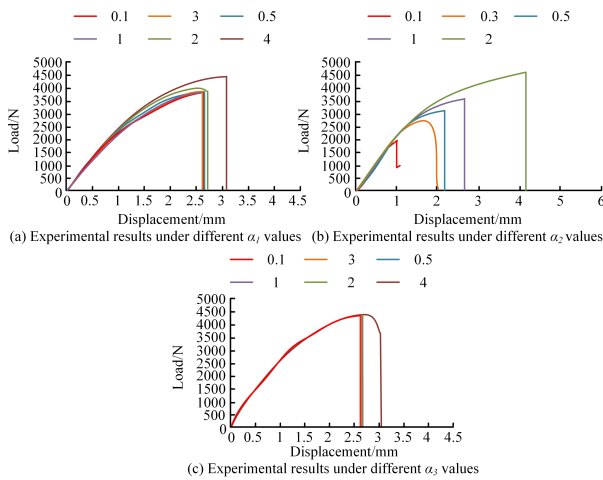 0.1 3 0.5
1 2 4
0.1 0.3 0.5
1 2
Load/N
5000
4500
4000
3500
3000
2500
2000
1500
1000
500
0
0 0.5 1 1.5 2 2.5 3 3.5 4 4.5
Displacement/mm
(a) Experimental results under different α1 values
Load/N
5000
4500
4000
3500
3000
2500
2000
1500
1000
500
0
0 1 2 3 4 5 6
Displacement/mm
(b) Experimental results under different α2 values
0.1 3 0.5
1 2 4
Load/N
5000
4500
4000
3500
3000
2500
2000
1500
1000
500
0
0 0.5 1 1.5 2 2.5 3 3.5 4 4.5
Displacement/mm
(c) Experimental results under different α3 values